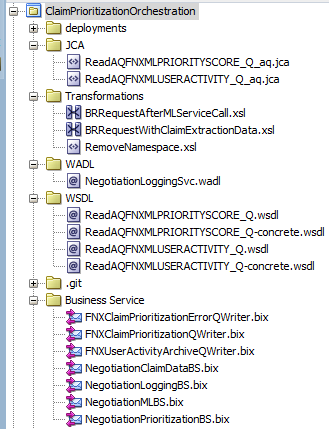 ClaimPrioritizationOrchestration
deployments
JCA
ReadAQFNXMLPRIORITYSCORE_Q_aq.jca
ReadAQFNXMLUSERACTIVITY_Q_aq.jca
Transformations
BRRequestAfterMLServiceCall.xsl
BRRequestWithClaimExtractionData.xsl
RemoveNamespace.xsl
WADL
NegotiationLoggingSvc.wadl
WSDL
ReadAQFNXMLPRIORITYSCORE_Q.wsdl
ReadAQFNXMLPRIORITYSCORE_Q-concrete.wsdl
ReadAQFNXMLUSERACTIVITY_Q.wsdl
ReadAQFNXMLUSERACTIVITY_Q-concrete.wsdl
.git
Business Service
FNXClaimPrioritizationErrorQWriter.bix
FNXClaimPrioritizationQWriter.bix
FNXUserActivityArchiveQWriter.bix
NegotiationClaimDataBS.bix
NegotiationLoggingBS.bix
NegotiationMLBS.bix
NegotiationPrioritizationBS.bix